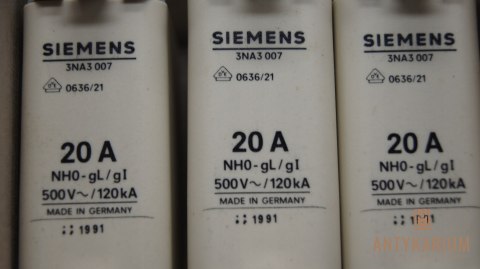 SIEMENS
3NA3 007
0636/21
20 A
NH0-gL/gI
500V~/120kA
MADE IN GERMANY
1991
SIEMENS
3NA3 007
0636/21
20 A
NH0-gL/gI
500V~/120kA
MADE IN GERMANY
1991
SIEMENS
3NA3 007
0636/21
20 A
NH0-gL/gI
500V~/120kA
MADE IN GERMANY
1991